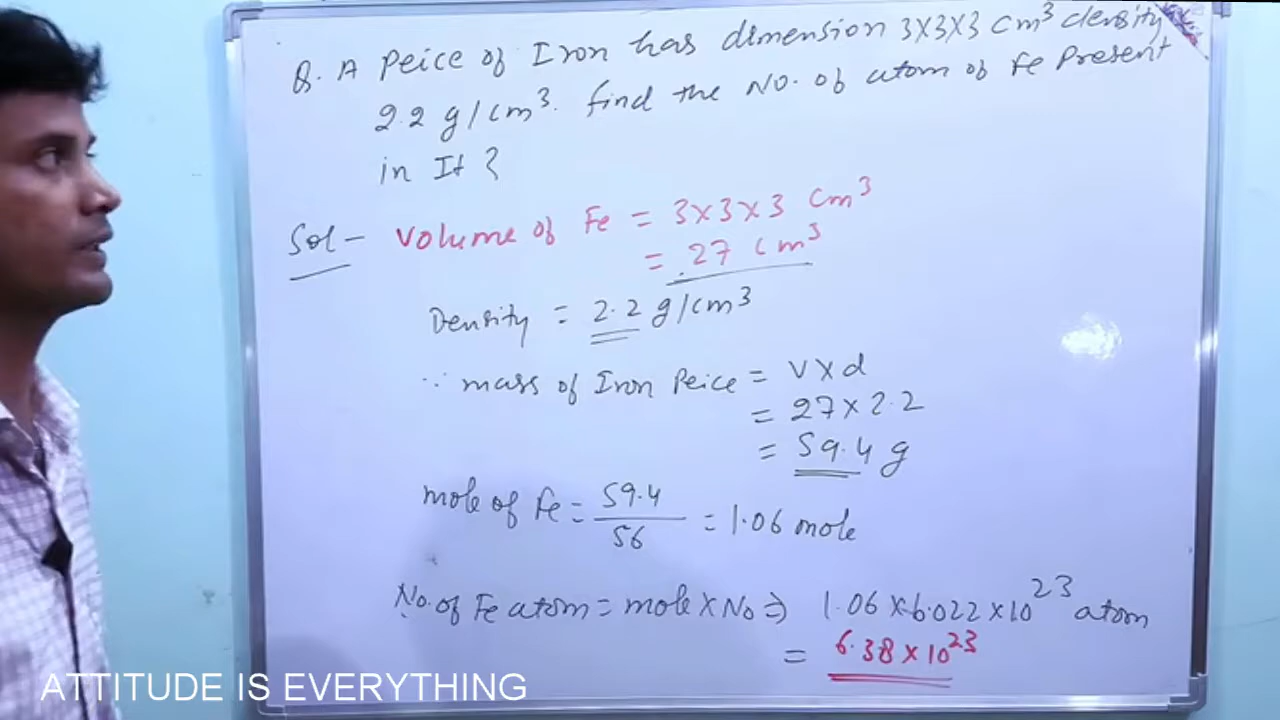 Q. A Peice of Iron has dimension 3x3x3 cm³ density
2.2 g/cm³. find the No. of atom of Fe Present
in It ?
Sol- Volume of Fe = 3x3x3 cm³
= 27 cm³
Density = 2.2 g/cm³
∵ mass of Iron Peice = V x d
= 27 x 2.2
= 59.4 g
mole of Fe = 59.4/56 = 1.06 mole
No. of Fe atom = mole x No ⇒ 1.06 x 6.022 x 10²³ atom
= 6.38 x 10²³
ATTITUDE IS EVERYTHING